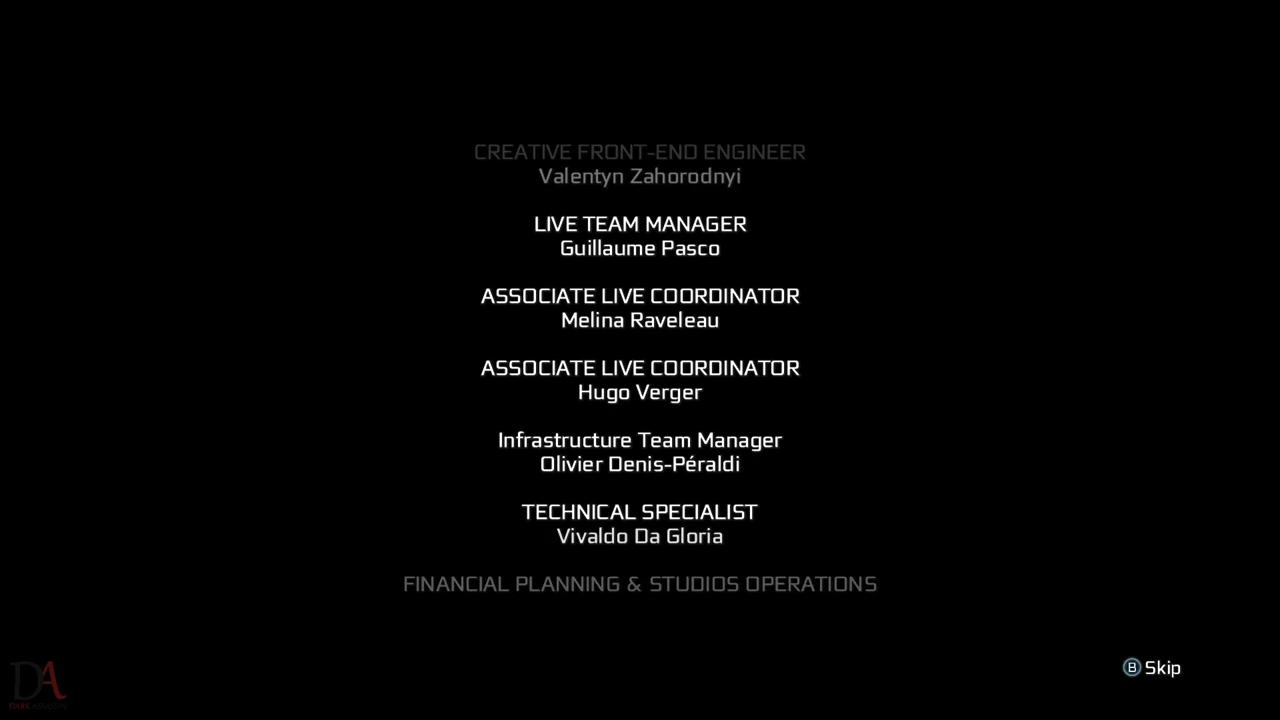 CREATIVE FRONT-END ENGINEER
Valentyn Zahorodnyi
LIVE TEAM MANAGER
Guillaume Pasco
ASSOCIATE LIVE COORDINATOR
Melina Raveleau
ASSOCIATE LIVE COORDINATOR
Hugo Verger
Infrastructure Team Manager
Olivier Denis-Péraldi
TECHNICAL SPECIALIST
Vivaldo Da Gloria
FINANCIAL PLANNING & STUDIOS OPERATIONS
B Skip
DA